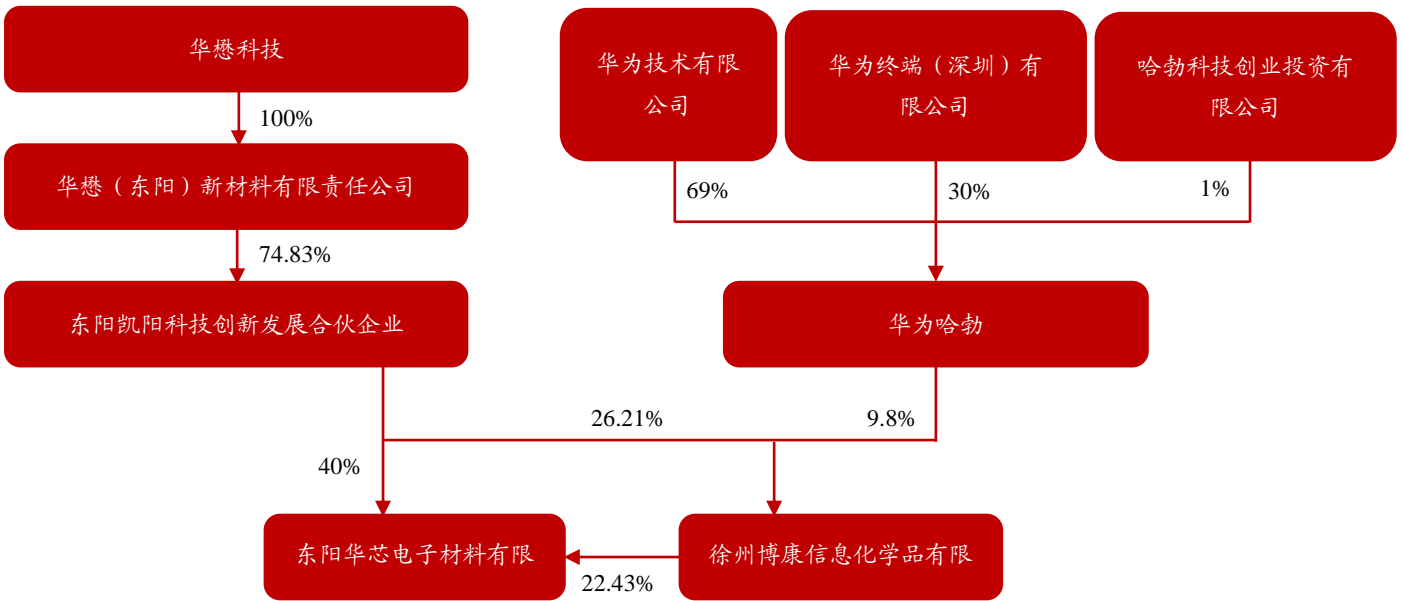 华懋科技
华为技术有限
公司
华为终端（深圳）有
限公司
哈勃科技创业投资有
限公司
100%
华懋（东阳）新材料有限责任公司
69%
30%
1%
74.83%
东阳凯阳科技创新发展合伙企业
华为哈勃
26.21%
9.8%
40%
东阳华芯电子材料有限
徐州博康信息化学品有限
22.43%